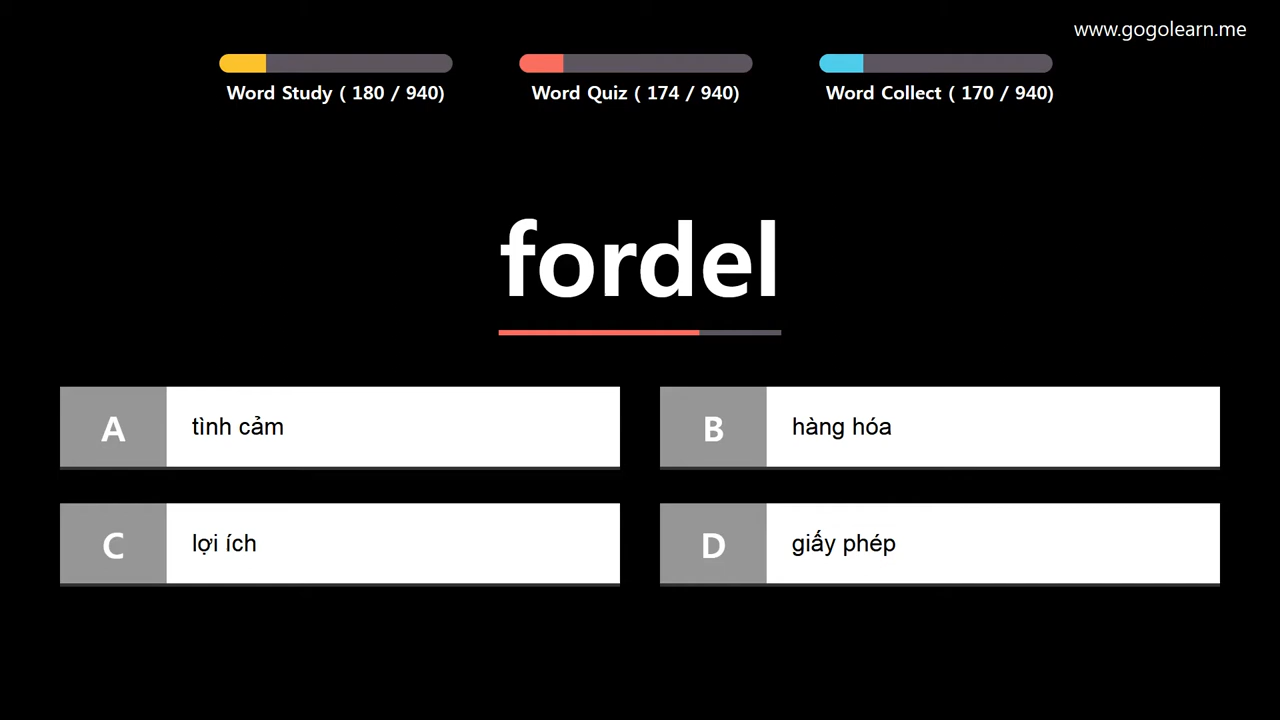 www.gogolearn.me
Word Study ( 180 / 940)
Word Quiz ( 174 / 940)
Word Collect ( 170 / 940)
fordel
A tình cảm
B hàng hóa
C lợi ích
D giấy phép